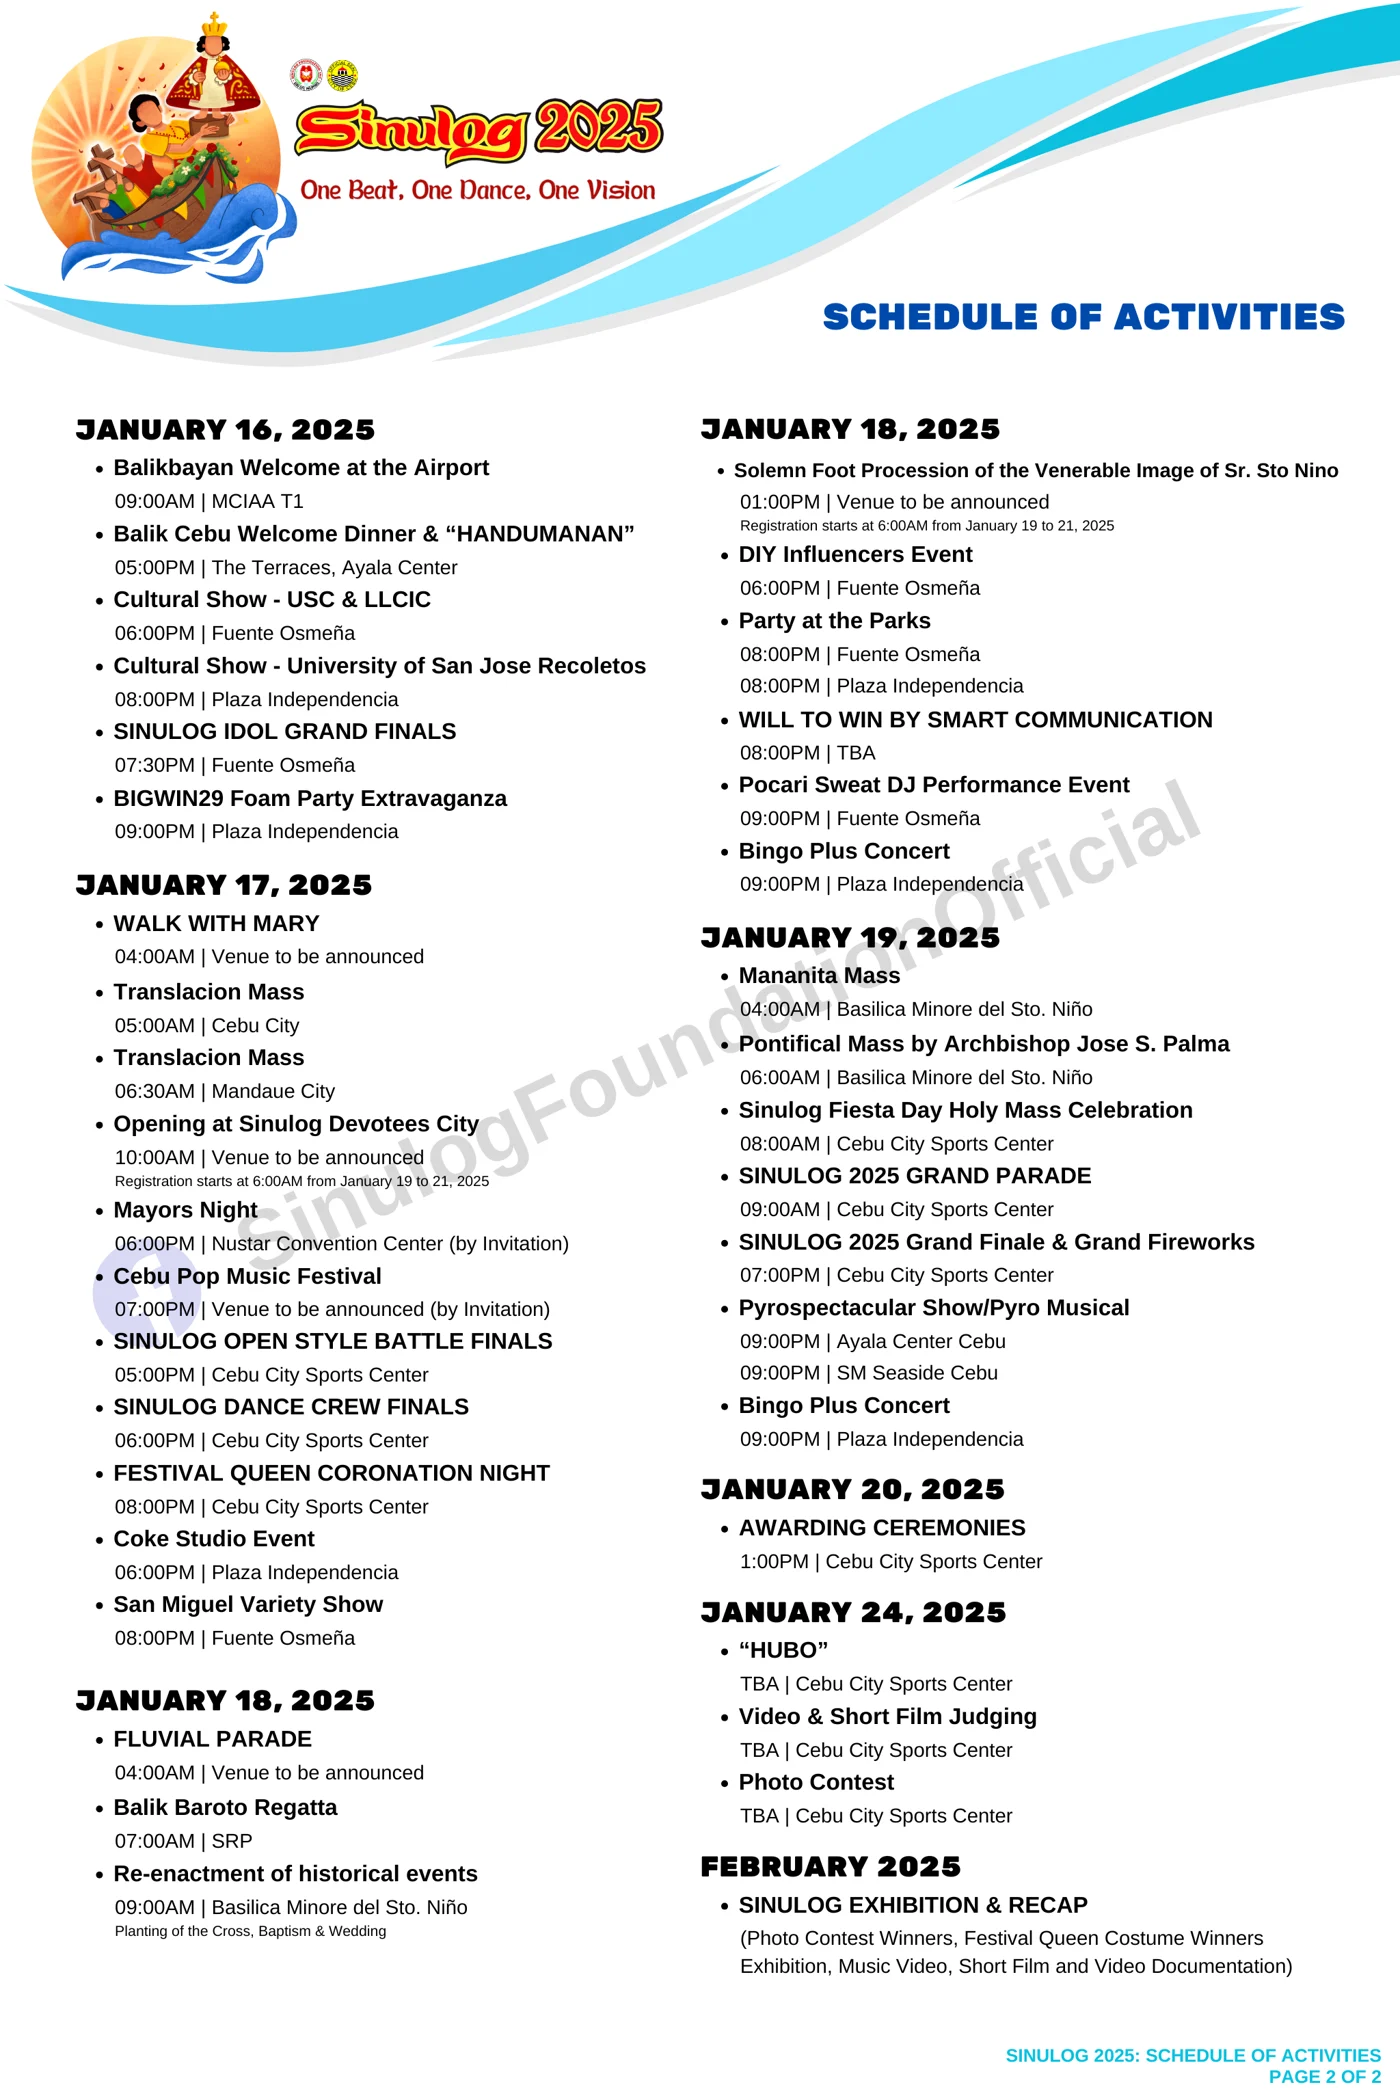 Sinulog 2025
One Beat, One Dance, One Vision
SCHEDULE OF ACTIVITIES
JANUARY 16, 2025
• Balikbayan Welcome at the Airport
09:00AM | MCIAA T1
• Balik Cebu Welcome Dinner & “HANDUMANAN”
05:00PM | The Terraces, Ayala Center
• Cultural Show - USC & LLCIC
06:00PM | Fuente Osmeña
• Cultural Show - University of San Jose Recoletos
08:00PM | Plaza Independencia
• SINULOG IDOL GRAND FINALS
07:30PM | Fuente Osmeña
• BIGWIN29 Foam Party Extravaganza
09:00PM | Plaza Independencia
JANUARY 17, 2025
• WALK WITH MARY
04:00AM | Venue to be announced
• Translacion Mass
05:00AM | Cebu City
• Translacion Mass
06:30AM | Mandaue City
• Opening at Sinulog Devotees City
10:00AM | Venue to be announced
Registration starts at 6:00AM from January 19 to 21, 2025
• Mayors Night
06:00PM | Nustar Convention Center (by Invitation)
• Cebu Pop Music Festival
07:00PM | Venue to be announced (by Invitation)
• SINULOG OPEN STYLE BATTLE FINALS
05:00PM | Cebu City Sports Center
• SINULOG DANCE CREW FINALS
06:00PM | Cebu City Sports Center
• FESTIVAL QUEEN CORONATION NIGHT
08:00PM | Cebu City Sports Center
• Coke Studio Event
06:00PM | Plaza Independencia
• San Miguel Variety Show
08:00PM | Fuente Osmeña
JANUARY 18, 2025
• FLUVIAL PARADE
04:00AM | Venue to be announced
• Balik Baroto Regatta
07:00AM | SRP
• Re-enactment of historical events
09:00AM | Basilica Minore del Sto. Niño
Planting of the Cross, Baptism & Wedding
JANUARY 18, 2025
• Solemn Foot Procession of the Venerable Image of Sr. Sto Nino
01:00PM | Venue to be announced
Registration starts at 6:00AM from January 19 to 21, 2025
• DIY Influencers Event
06:00PM | Fuente Osmeña
• Party at the Parks
08:00PM | Fuente Osmeña
08:00PM | Plaza Independencia
• WILL TO WIN BY SMART COMMUNICATION
08:00PM | TBA
• Pocari Sweat DJ Performance Event
09:00PM | Fuente Osmeña
• Bingo Plus Concert
09:00PM | Plaza Independencia
JANUARY 19, 2025
• Mananita Mass
04:00AM | Basilica Minore del Sto. Niño
• Pontifical Mass by Archbishop Jose S. Palma
06:00AM | Basilica Minore del Sto. Niño
• Sinulog Fiesta Day Holy Mass Celebration
08:00AM | Cebu City Sports Center
• SINULOG 2025 GRAND PARADE
09:00AM | Cebu City Sports Center
• SINULOG 2025 Grand Finale & Grand Fireworks
07:00PM | Cebu City Sports Center
• Pyrospectacular Show/Pyro Musical
09:00PM | Ayala Center Cebu
09:00PM | SM Seaside Cebu
• Bingo Plus Concert
09:00PM | Plaza Independencia
JANUARY 20, 2025
• AWARDING CEREMONIES
1:00PM | Cebu City Sports Center
JANUARY 24, 2025
• “HUBO”
TBA | Cebu City Sports Center
• Video & Short Film Judging
TBA | Cebu City Sports Center
• Photo Contest
TBA | Cebu City Sports Center
FEBRUARY 2025
• SINULOG EXHIBITION & RECAP
(Photo Contest Winners, Festival Queen Costume Winners
Exhibition, Music Video, Short Film and Video Documentation)
SinulogFoundationOfficial
SINULOG 2025: SCHEDULE OF ACTIVITIES
PAGE 2 OF 2